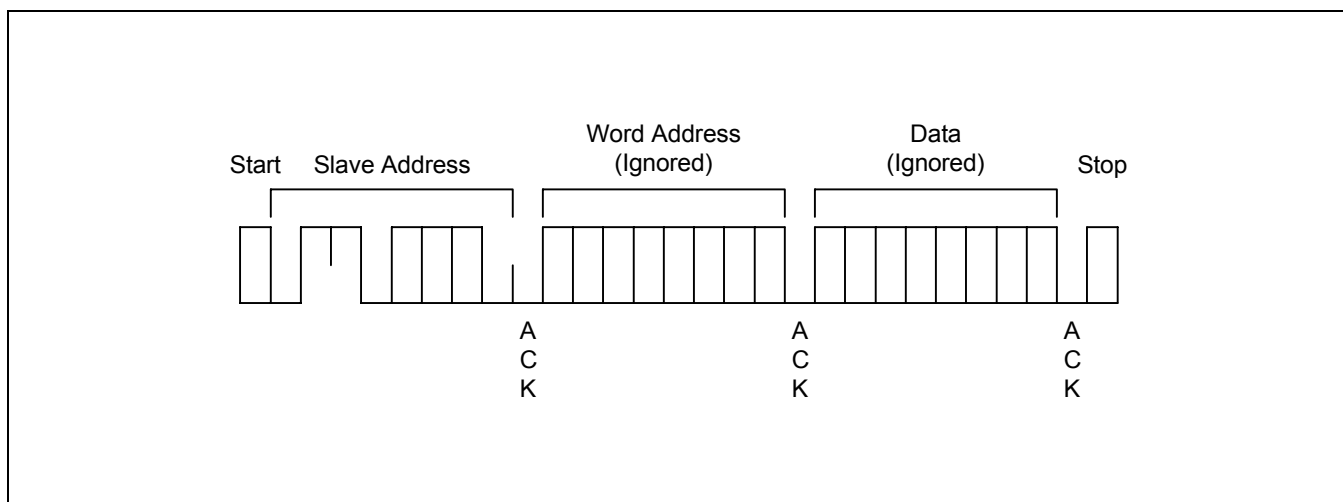 Word Address
(Ignored)
Data
(Ignored)
Start
Slave Address
Stop
A
C
K
A
C
K
A
C
K